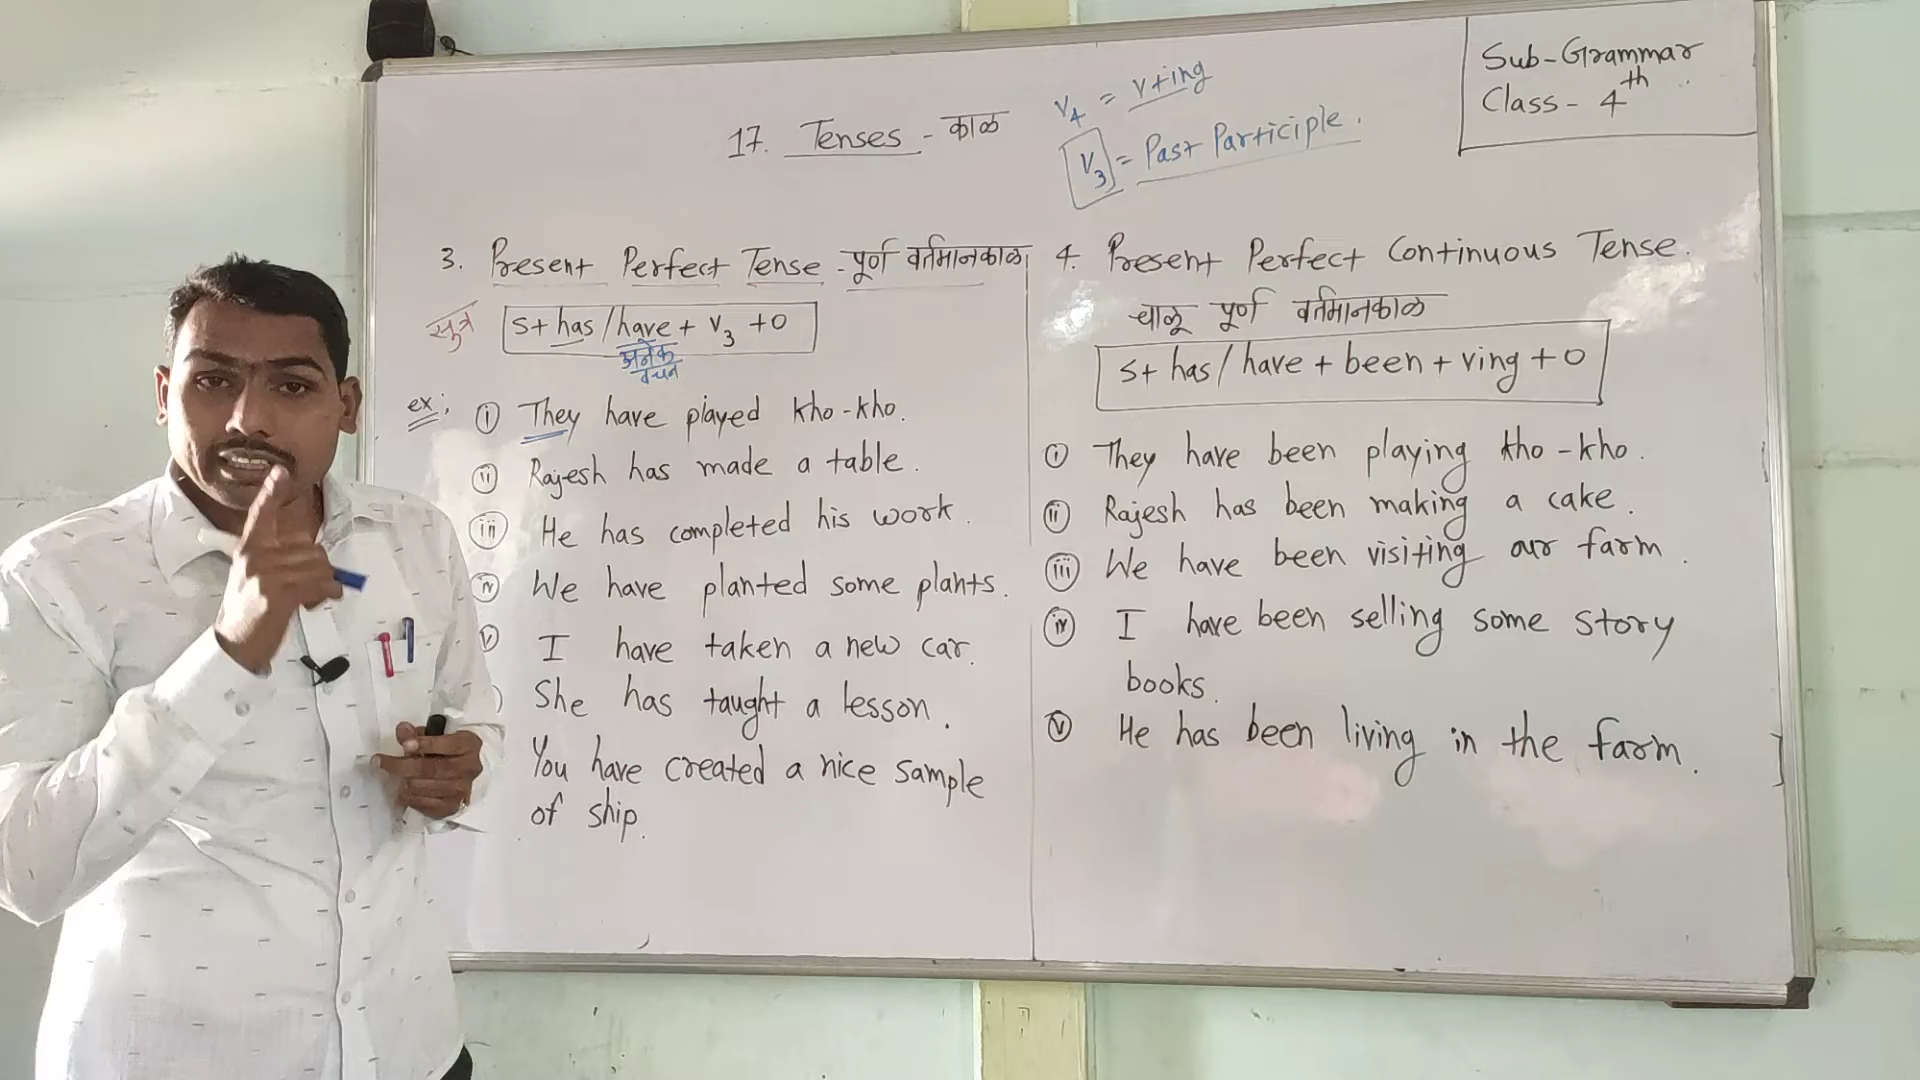 Sub-Grammar
Class- 4th
17. Tenses - काळ
V4 = V+ing
V3 = Past Participle.
3. Present Perfect Tense - पूर्ण वर्तमानकाळ
सुत्र
S+ has/have + V3 +O
अनेक
वचन
ex:
(i) They have played kho-kho.
(ii) Rajesh has made a table.
(iii) He has completed his work.
(iv) We have planted some plants.
(v) I have taken a new car.
She has taught a lesson.
You have created a nice sample
of ship.
4. Present Perfect Continuous Tense.
चाळू पूर्ण वर्तमानकाळ
S+ has/have + been + ving + O
(i) They have been playing kho-kho.
(ii) Rajesh has been making a cake.
(iii) We have been visiting our farm.
(iv) I have been selling some story
books.
(v) He has been living in the farm.